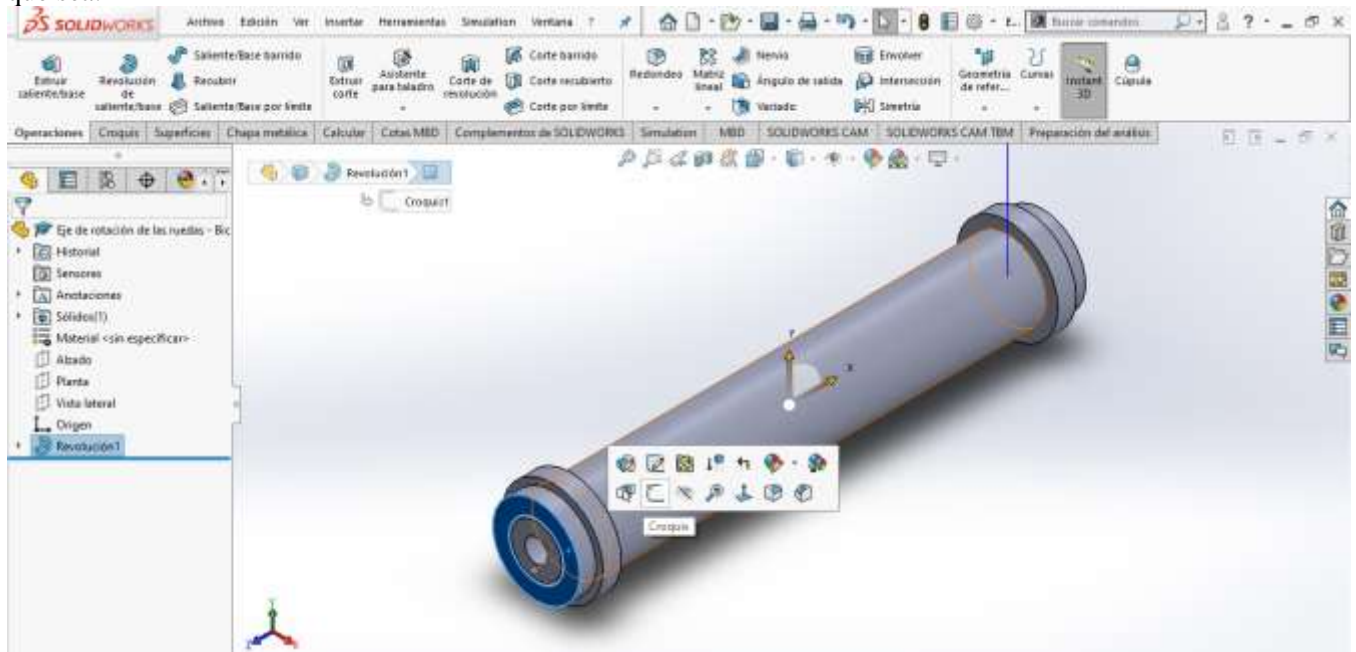 que sea.
SOLIDWORKS Archivo Edición Ver Insertar Herramientas Simulation Ventana ? Buscar comandos
Extruir saliente/base
Revolución de saliente/base
Saliente/Base barrido
Recubrir
Saliente/Base por límite
Extruir corte
Asistente para taladro
Corte de revolución
Corte barrido
Corte recubierto
Corte por límite
Redondeo
Matriz lineal
Nervio
Ángulo de salida
Vaciado
Envolver
Intersección
Simetría
Geometría de refer...
Curvas
Instant 3D
Cúpula
Operaciones Croquis Superficies Chapa metálica Calcular Cotas MBD Complementos de SOLIDWORKS Simulation MBD SOLIDWORKS CAM SOLIDWORKS CAM TBM Preparación del análisis
Revolución1
Croquis1
Eje de rotación de las ruedas - Bic
Historial
Sensores
Anotaciones
Sólidos(1)
Material <sin especificar>
Alzado
Planta
Vista lateral
Origen
Revolución1
Y
X
Croquis